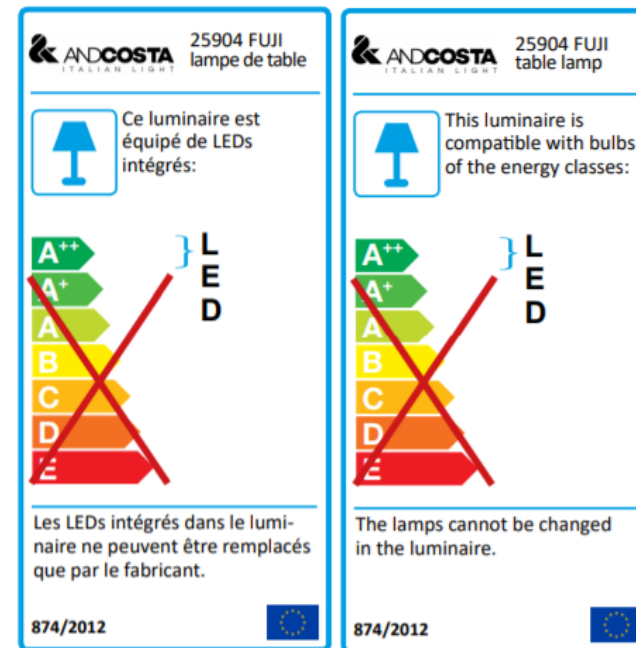 & ANDCOSTA
ITALIAN LIGHT
25904 FUJI
lampe de table
Ce luminaire est
équipé de LEDs
intégrés:
A++
A+
A
B
C
D
E
L
E
D
Les LEDs intégrés dans le lumi-
naire ne peuvent être remplacés
que par le fabricant.
874/2012
& ANDCOSTA
ITALIAN LIGHT
25904 FUJI
table lamp
This luminaire is
compatible with bulbs
of the energy classes:
A++
A+
A
B
C
D
E
L
E
D
The lamps cannot be changed
in the luminaire.
874/2012